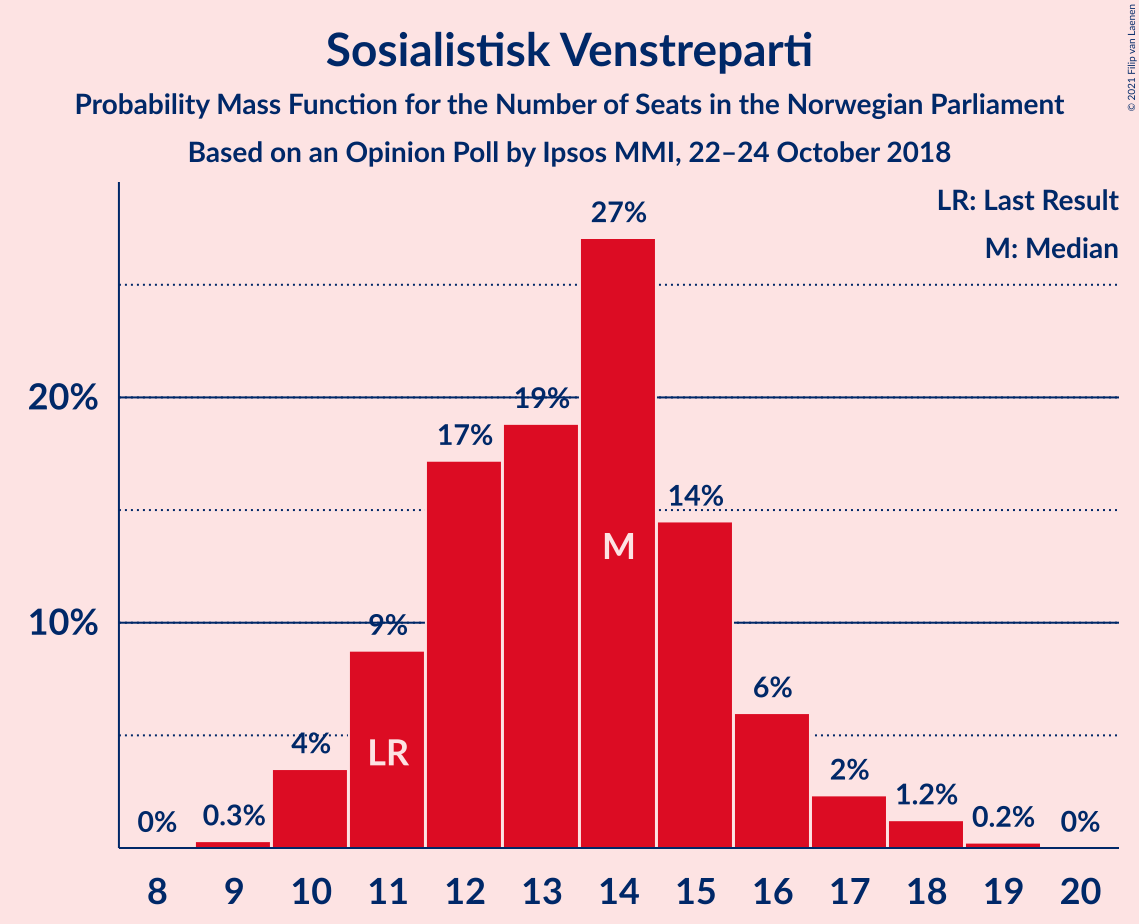 Sosialistisk Venstreparti
Probability Mass Function for the Number of Seats in the Norwegian Parliament
Based on an Opinion Poll by Ipsos MMI, 22–24 October 2018
© 2021 Filip van Laenen
LR: Last Result
M: Median
20%
10%
0%
0.3%
4%
9%
17%
19%
27%
14%
6%
2%
1.2%
0.2%
0%
LR
M
8 9 10 11 12 13 14 15 16 17 18 19 20